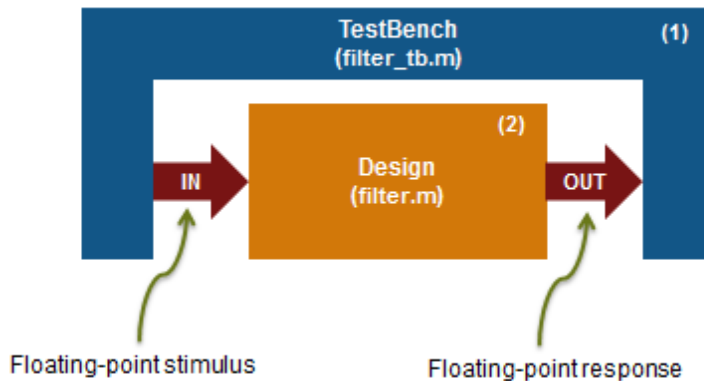 TestBench
(filter_tb.m)
(1)
(2)
Design
(filter.m)
IN
OUT
Floating-point stimulus
Floating-point response